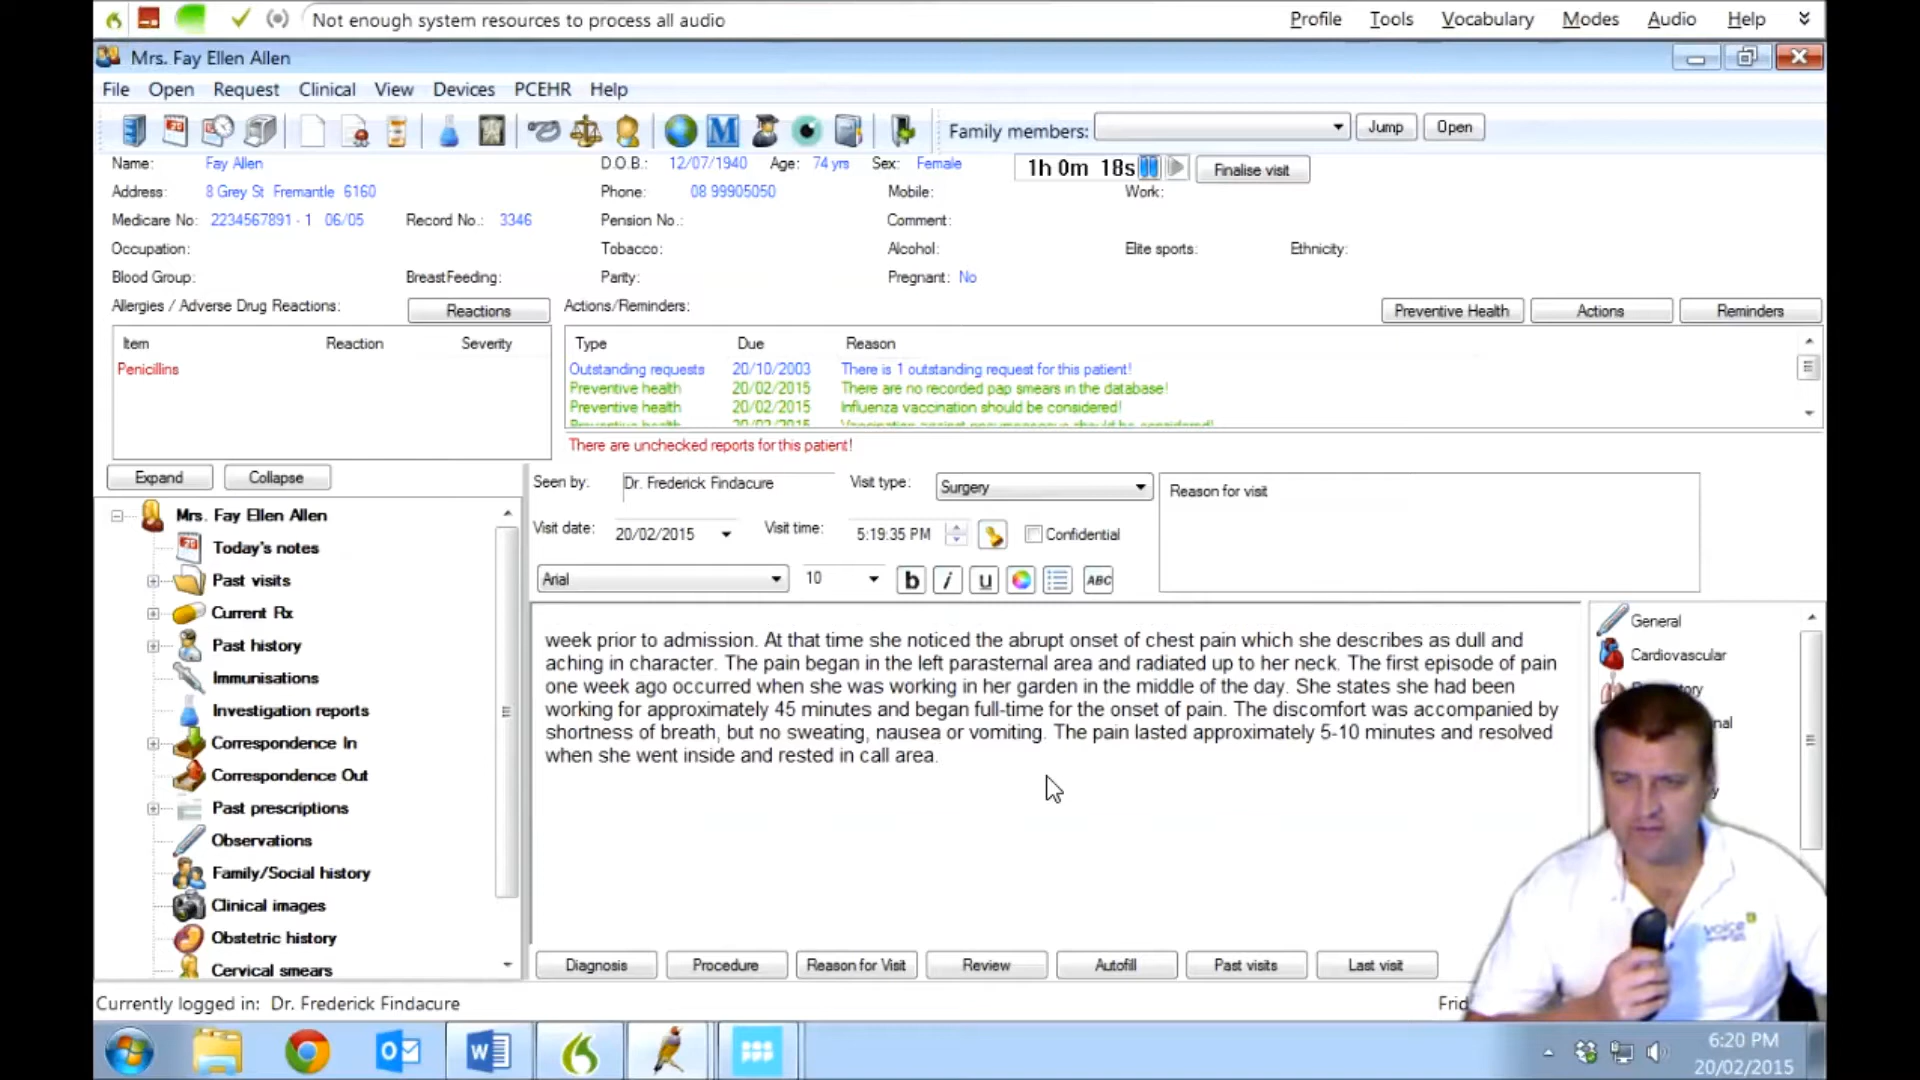 Not enough system resources to process all audio
Profile Tools Vocabulary Modes Audio Help
Mrs. Fay Ellen Allen
File Open Request Clinical View Devices PCEHR Help
Family members: Jump Open
Name: Fay Allen D.O.B.: 12/07/1940 Age: 74 yrs Sex: Female 1h 0m 18s Finalise visit
Address: 8 Grey St Fremantle 6160 Phone: 08 99905050 Mobile: Work:
Medicare No: 2234567891 - 1 06/05 Record No.: 3346 Pension No.: Comment:
Occupation: Tobacco: Alcohol: Elite sports: Ethnicity:
Blood Group: BreastFeeding: Parity: Pregnant: No
Allergies / Adverse Drug Reactions: Reactions Actions/Reminders: Preventive Health Actions Reminders
Item Reaction Severity
Penicillins
Type Due Reason
Outstanding requests 20/10/2003 There is 1 outstanding request for this patient!
Preventive health 20/02/2015 There are no recorded pap smears in the database!
Preventive health 20/02/2015 Influenza vaccination should be considered!
Preventive health 20/02/2015 Vaccination against pneumococcus should be considered!
There are unchecked reports for this patient!
Expand Collapse
Seen by: Dr. Frederick Findacure Visit type: Surgery Reason for visit
Visit date: 20/02/2015 Visit time: 5:19:35 PM Confidential
Arial 10 b i u ABC
Mrs. Fay Ellen Allen
Today's notes
Past visits
Current Rx
Past history
Immunisations
Investigation reports
Correspondence In
Correspondence Out
Past prescriptions
Observations
Family/Social history
Clinical images
Obstetric history
Cervical smears
week prior to admission. At that time she noticed the abrupt onset of chest pain which she describes as dull and
aching in character. The pain began in the left parasternal area and radiated up to her neck. The first episode of pain
one week ago occurred when she was working in her garden in the middle of the day. She states she had been
working for approximately 45 minutes and began full-time for the onset of pain. The discomfort was accompanied by
shortness of breath, but no sweating, nausea or vomiting. The pain lasted approximately 5-10 minutes and resolved
when she went inside and rested in call area.
General
Cardiovascular
voice
Diagnosis Procedure Reason for Visit Review Autofill Past visits Last visit
Currently logged in: Dr. Frederick Findacure
Frid
M
W
6:20 PM
20/02/2015